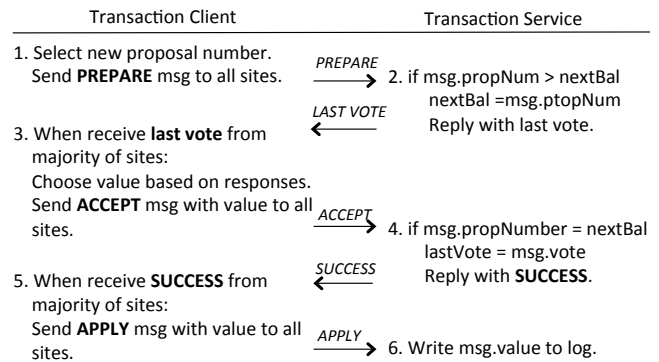 Transaction Client
Transaction Service
1. Select new proposal number.
Send PREPARE msg to all sites.
PREPARE
2. if msg.propNum > nextBal
nextBal =msg.ptopNum
Reply with last vote.
LAST VOTE
3. When receive last vote from
majority of sites:
Choose value based on responses.
Send ACCEPT msg with value to all
sites.
ACCEPT
4. if msg.propNumber = nextBal
lastVote = msg.vote
Reply with SUCCESS.
SUCCESS
5. When receive SUCCESS from
majority of sites:
Send APPLY msg with value to all
sites.
APPLY
6. Write msg.value to log.